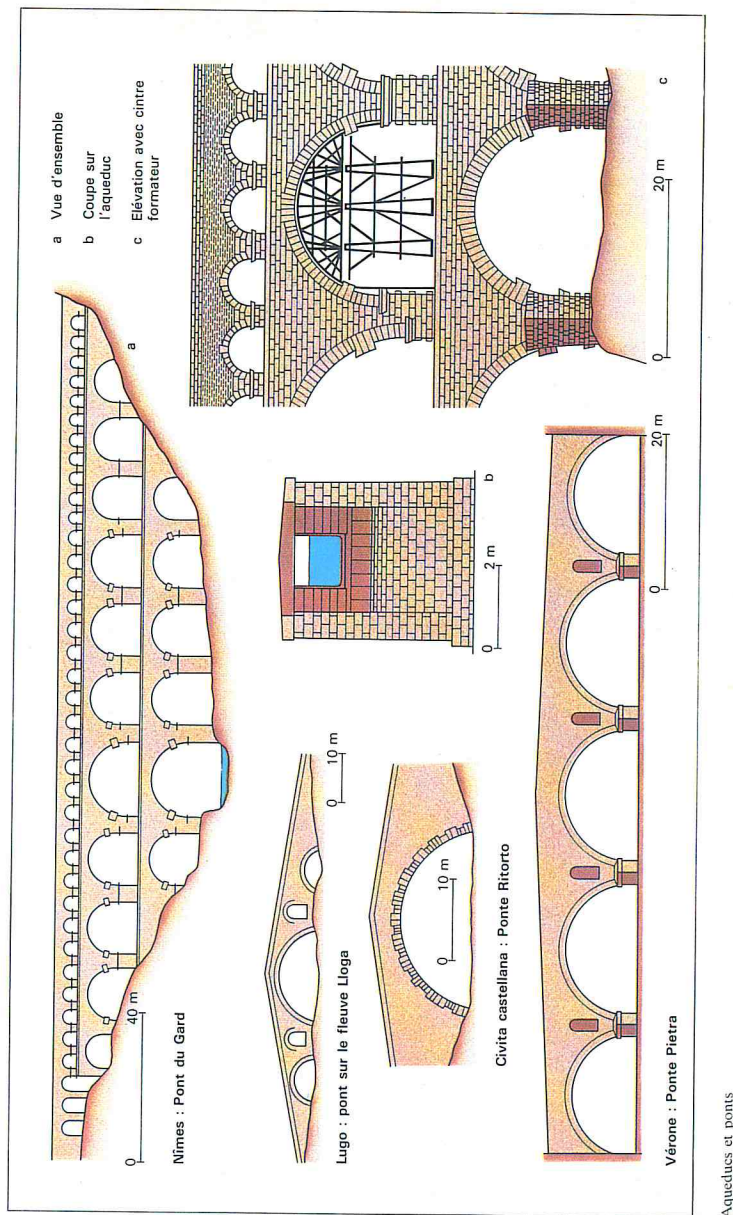 a Vue d'ensemble
b Coupe sur
l'aqueduc
c Elévation avec cintre
formateur
a
0 40 m
Nîmes : Pont du Gard
0 10 m
Lugo : pont sur le fleuve Lloga
0 2 m
b
0 20 m
c
0 10 m
Civita castellana : Ponte Ritorto
0 20 m
Vérone : Ponte Pietra
Aqueducs et ponts